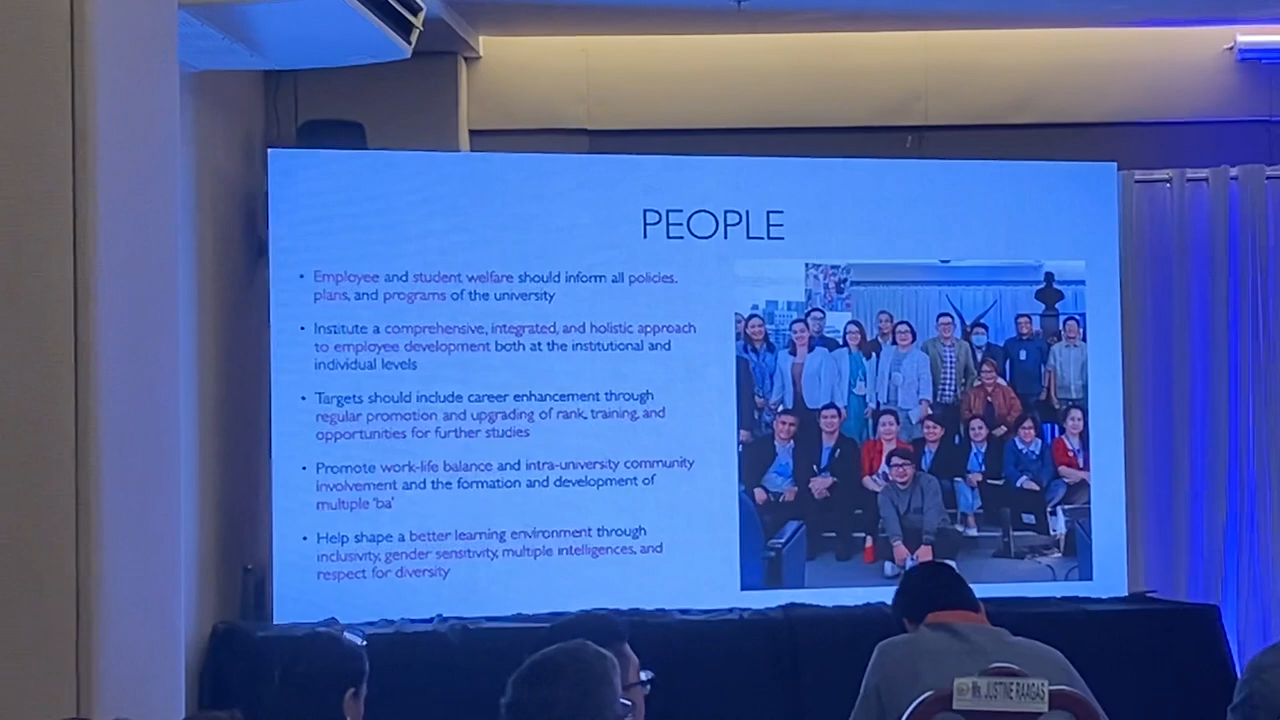 PEOPLE
• Employee and student welfare should inform all policies,
plans, and programs of the university
• Institute a comprehensive, integrated, and holistic approach
to employee development both at the institutional and
individual levels
• Targets should include career enhancement through
regular promotion and upgrading of rank, training, and
opportunities for further studies
• Promote work-life balance and intra-university community
involvement and the formation and development of
multiple 'ba'
• Help shape a better learning environment through
inclusivity, gender sensitivity, multiple intelligences, and
respect for diversity
Ms. JUSTINE RAAGAS